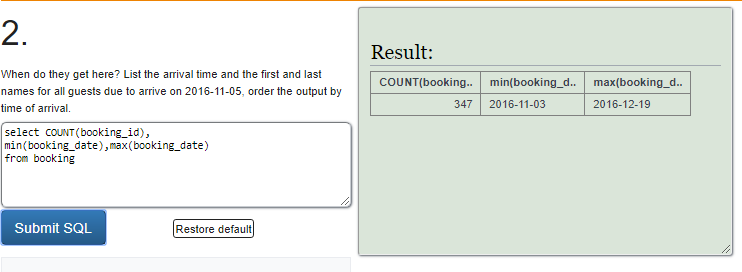 2.
When do they get here? List the arrival time and the first and last
names for all guests due to arrive on 2016-11-05, order the output by
time of arrival.
select COUNT(booking_id),
min(booking_date),max(booking_date)
from booking
Submit SQL
Restore default
Result:
COUNT(booking.. min(booking_d.. max(booking_d..
347 2016-11-03 2016-12-19